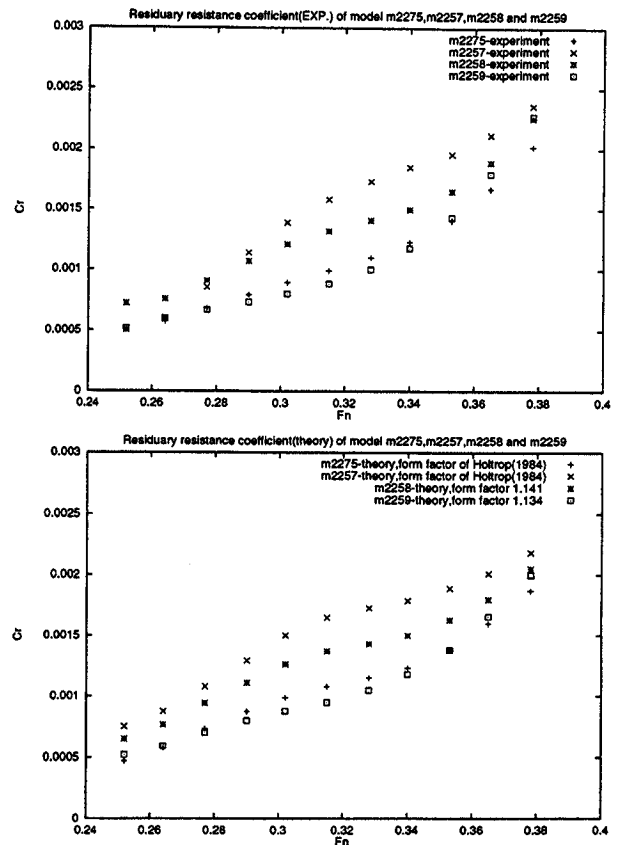 Residuary resistance coefficient(EXP.) of model m2275,m2257,m2258 and m2259
0.003
m2275-experiment +
m2257-experiment ×
m2258-experiment
m2259-experiment
0.0025
0.002
Cr
0.0015
0.001
0.0005
0
0.24 0.26 0.28 0.3 0.32 0.34 0.36 0.38 0.4
Fn
Residuary resistance coefficient(theory) of model m2275,m2257,m2258 and m2259
0.003
m2275-theory,form factor of Holtrop(1984) +
m2257-theory,form factor of Holtrop(1984) ×
m2258-theory,form factor 1.141
m2259-theory,form factor 1.134
0.0025
0.002
Cr
0.0015
0.001
0.0005
0
0.24 0.26 0.28 0.3 0.32 0.34 0.36 0.38 0.4
Fn